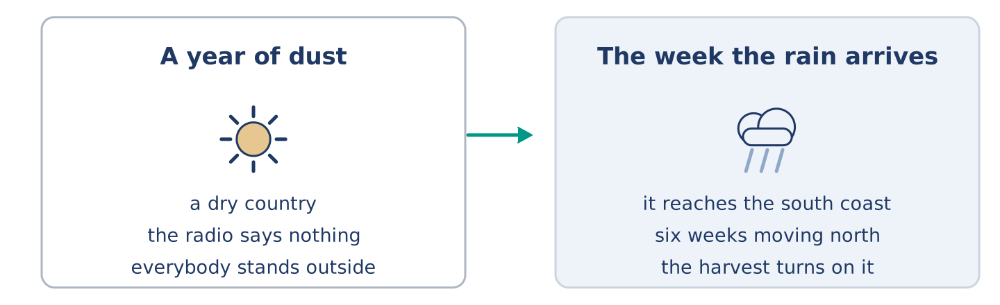 A year of dust
a dry country
the radio says nothing
everybody stands outside
The week the rain arrives
it reaches the south coast
six weeks moving north
the harvest turns on it